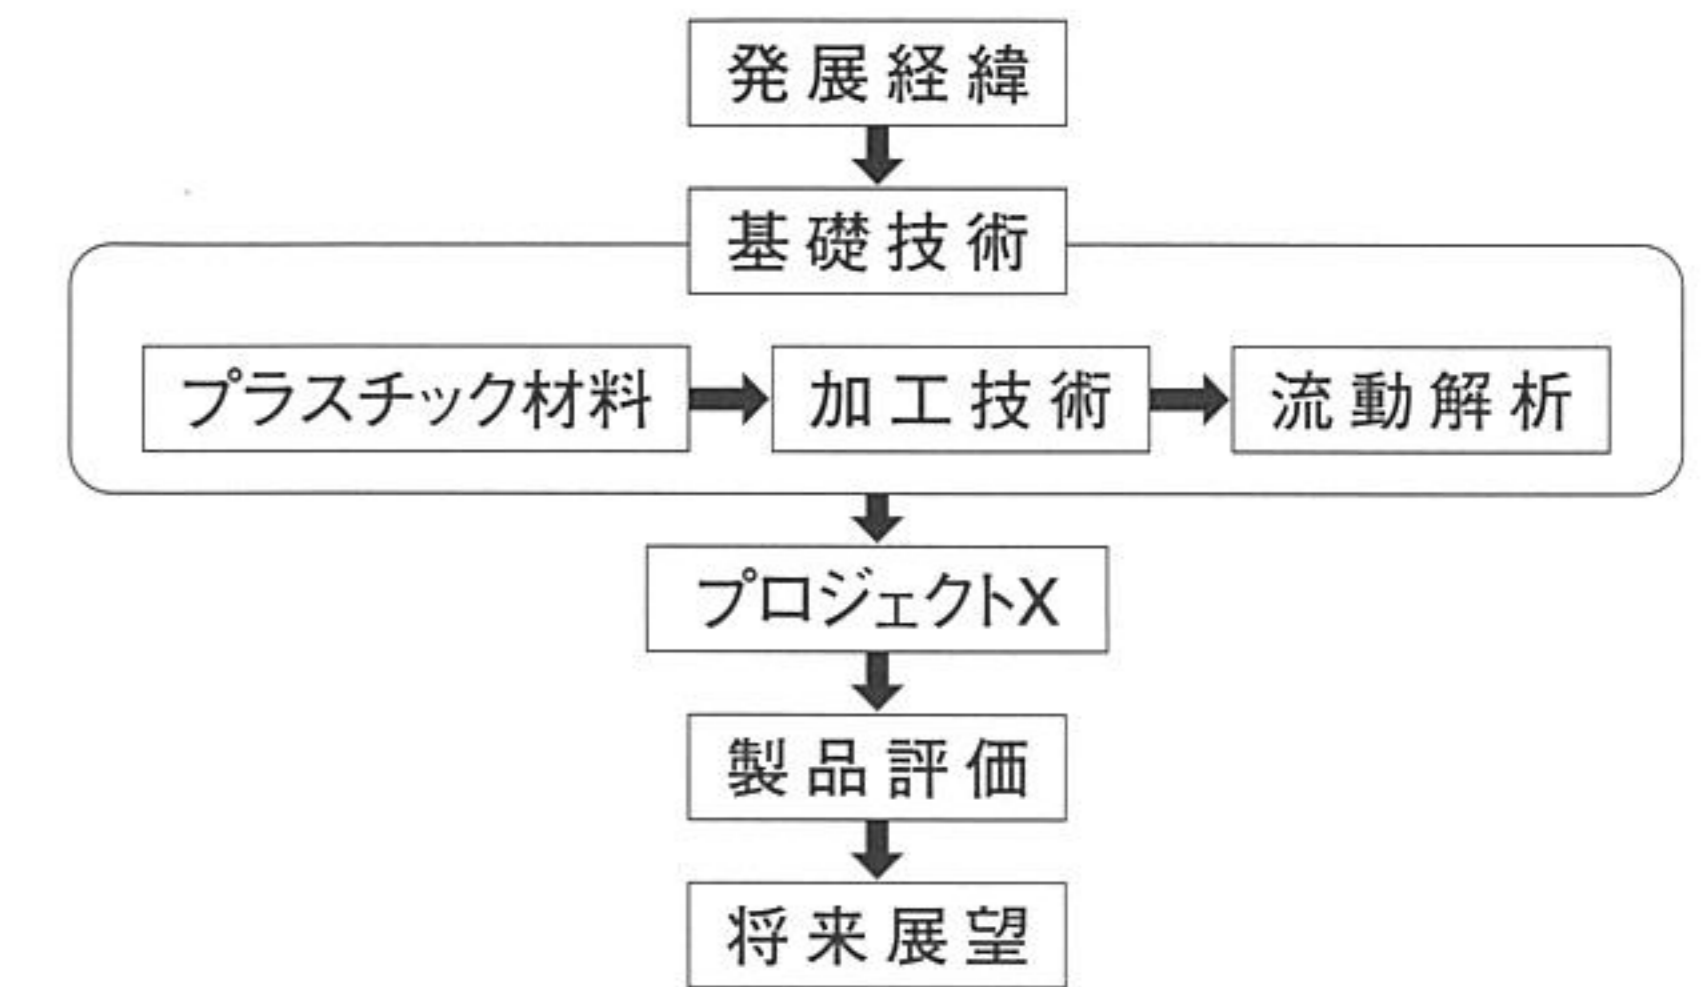 発展経緯
基礎技術
プラスチック材料
加工技術
流動解析
プロジェクトX
製品評価
将来展望